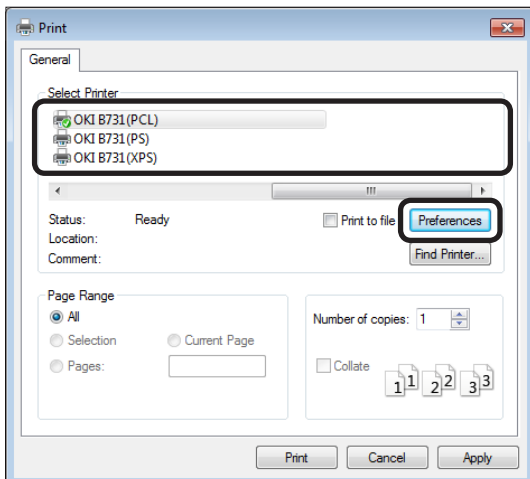 Print
General
Select Printer
OKI B731(PCL)
OKI B731(PS)
OKI B731(XPS)
Status: Ready
Print to file
Preferences
Location:
Comment:
Find Printer...
Page Range
All
Selection
Current Page
Pages:
Number of copies: 1
Collate
1 1 2 2 3 3
Print Cancel Apply